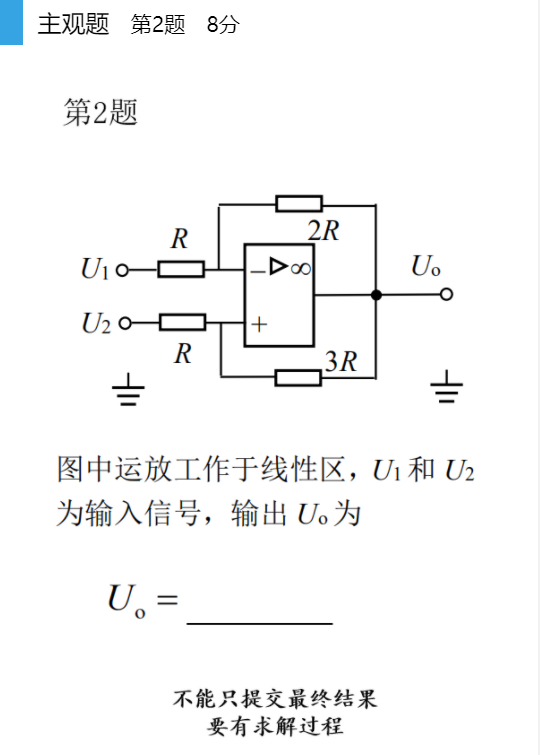 主观题 第2题 8分
第2题
2R
R
U1
− ▷ ∞
Uo
U2
+
R
3R
图中运放工作于线性区，U1 和 U2
为输入信号，输出 Uo 为
Uo = ________
不能只提交最终结果
要有求解过程